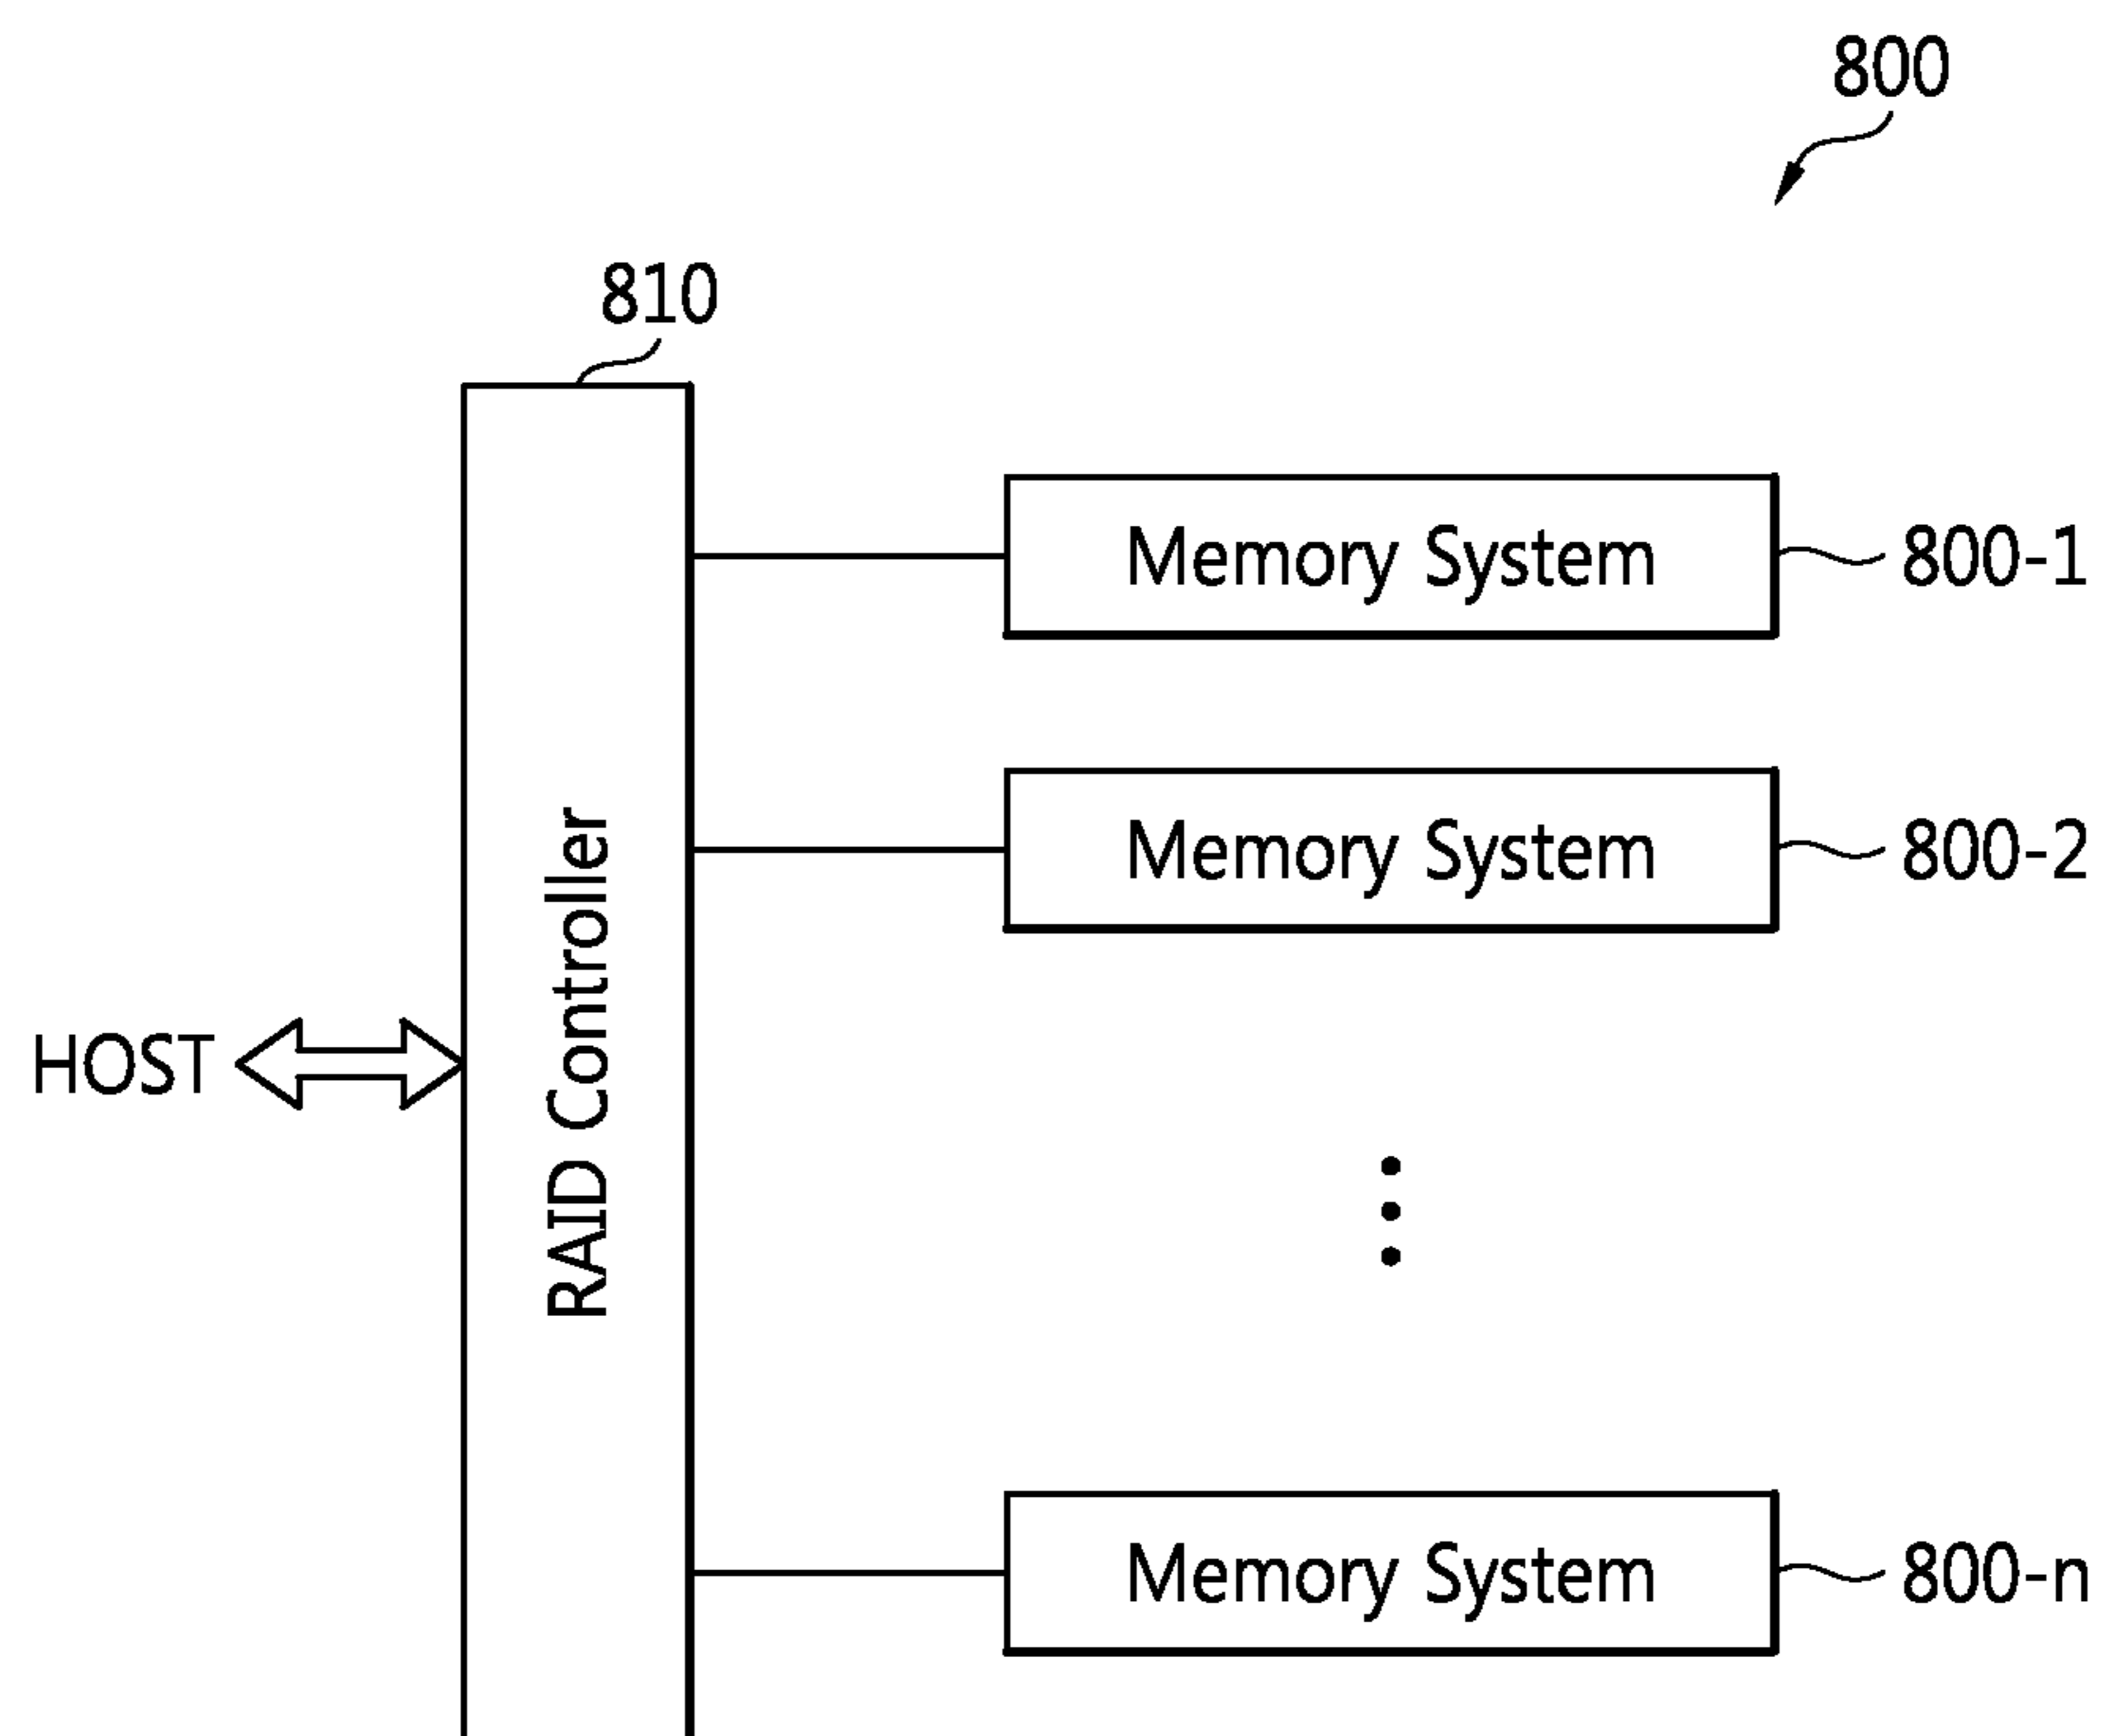 800
810
Memory System
800-1
Memory System
800-2
RAID Controller
HOST
Memory System
800-n